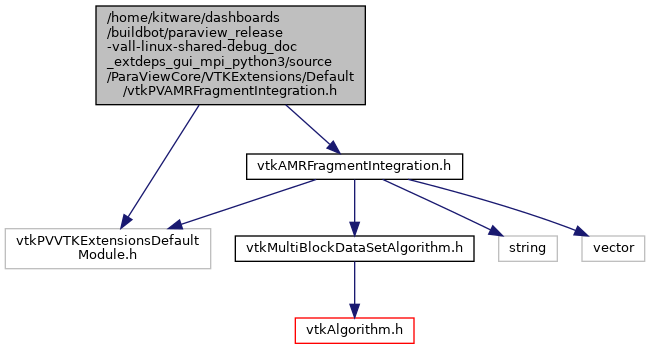 /home/kitware/dashboards
/buildbot/paraview_release
-vall-linux-shared-debug_doc
_extdeps_gui_mpi_python3/source
/ParaViewCore/VTKExtensions/Default
/vtkPVAMRFragmentIntegration.h
vtkAMRFragmentIntegration.h
vtkPVVTKExtensionsDefault
Module.h
vtkMultiBlockDataSetAlgorithm.h
string
vector
vtkAlgorithm.h